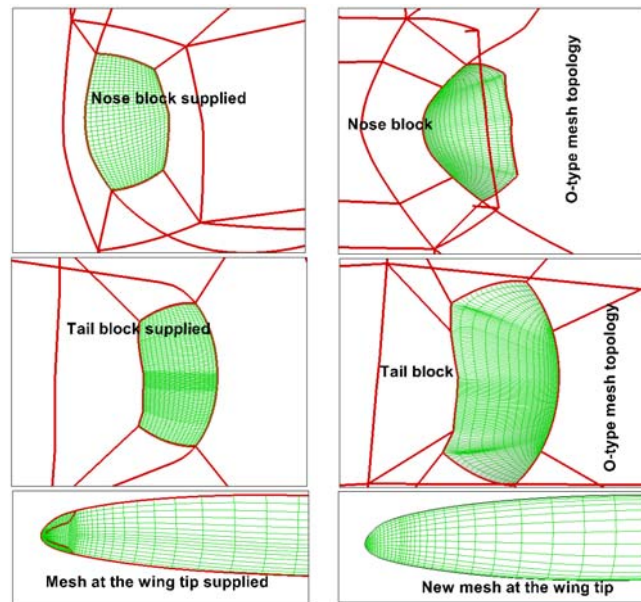 Nose block supplied
Nose block
O-type mesh topology
Tail block supplied
Tail block
O-type mesh topology
Mesh at the wing tip supplied
New mesh at the wing tip